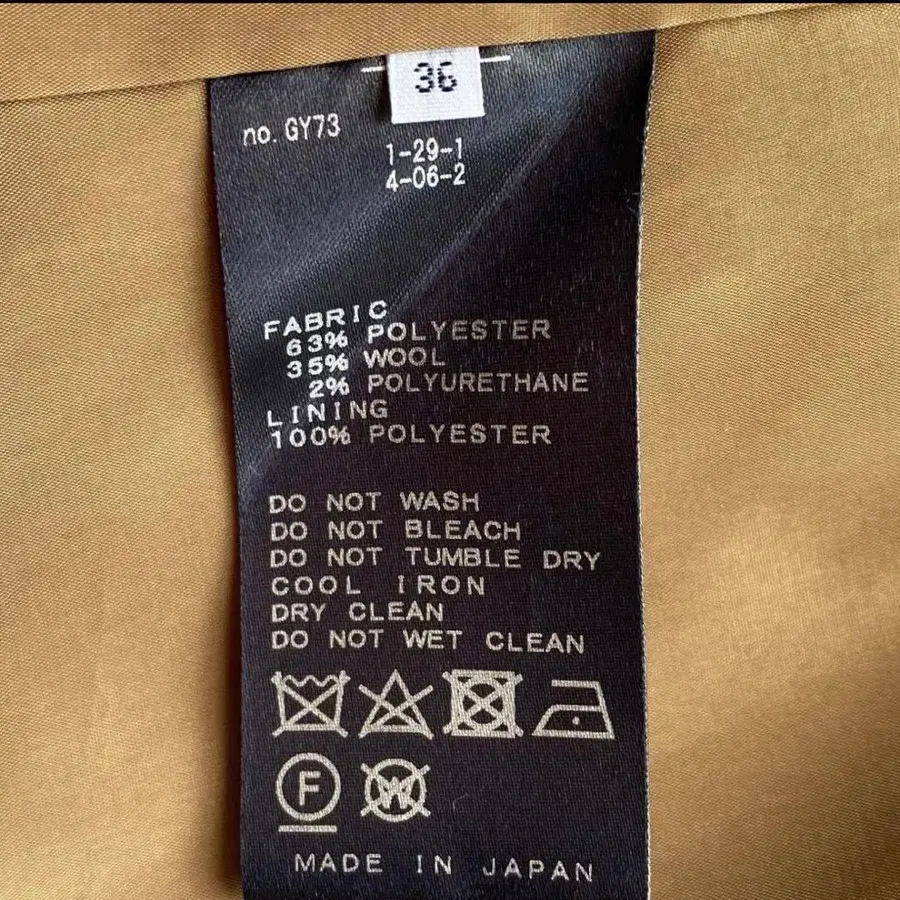 36
no. GY73
1-29-1
4-06-2
FABRIC
63% POLYESTER
35% WOOL
2% POLYURETHANE
LINING
100% POLYESTER
DO NOT WASH
DO NOT BLEACH
DO NOT TUMBLE DRY
COOL IRON
DRY CLEAN
DO NOT WET CLEAN
F W
MADE IN JAPAN